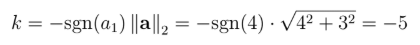 k = −sgn(a₁) ‖a‖₂ = −sgn(4) · √(4² + 3²) = −5